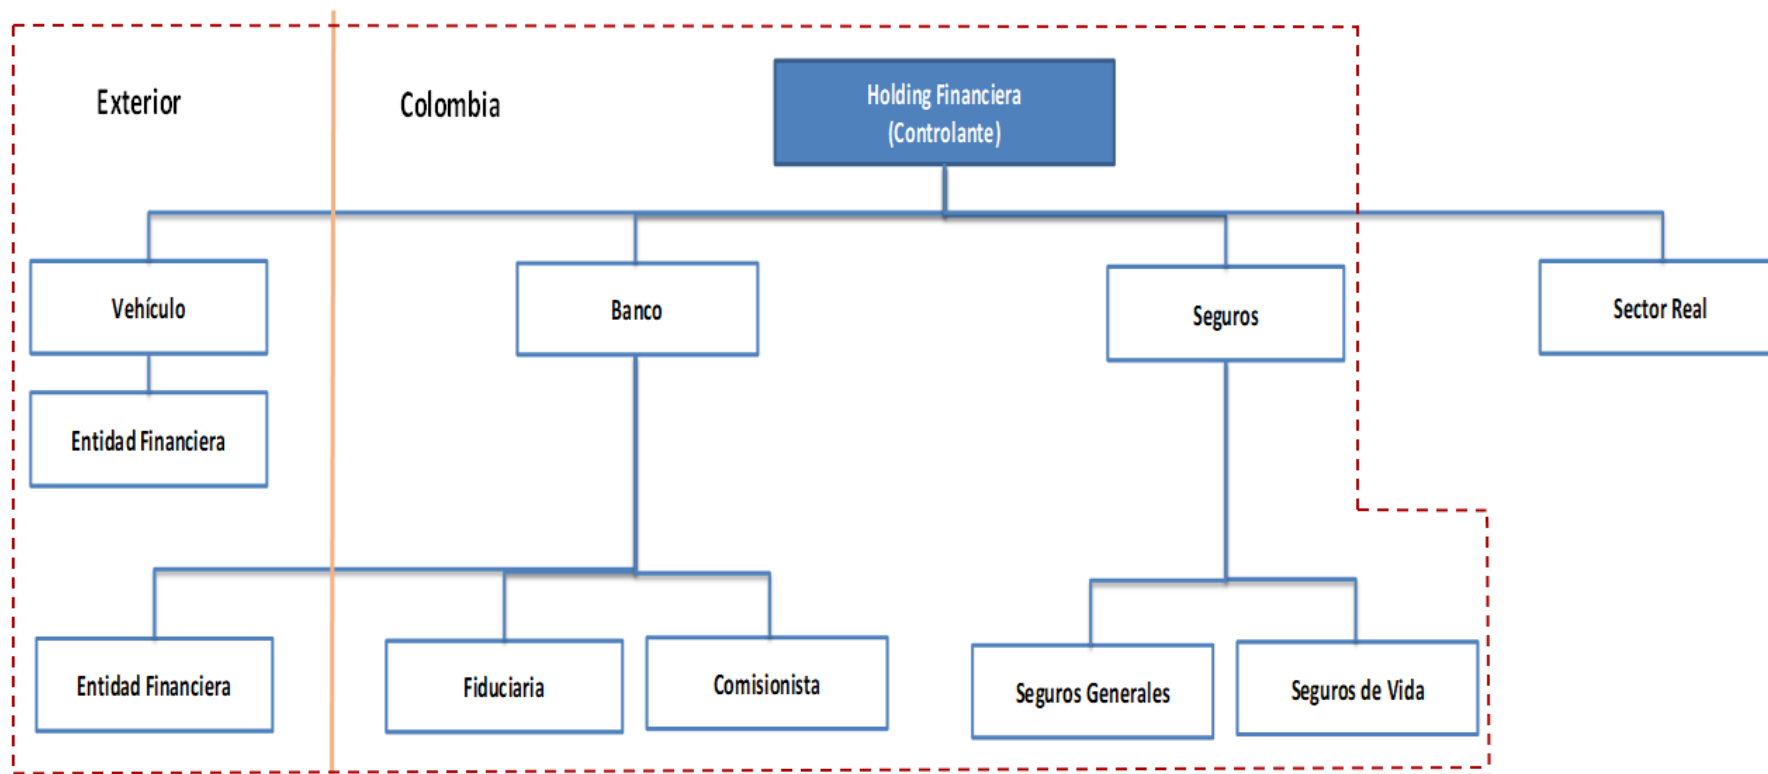 Exterior
Colombia
Holding Financiera
(Controlante)
Vehículo
Banco
Seguros
Sector Real
Entidad Financiera
Entidad Financiera
Fiduciaria
Comisionista
Seguros Generales
Seguros de Vida